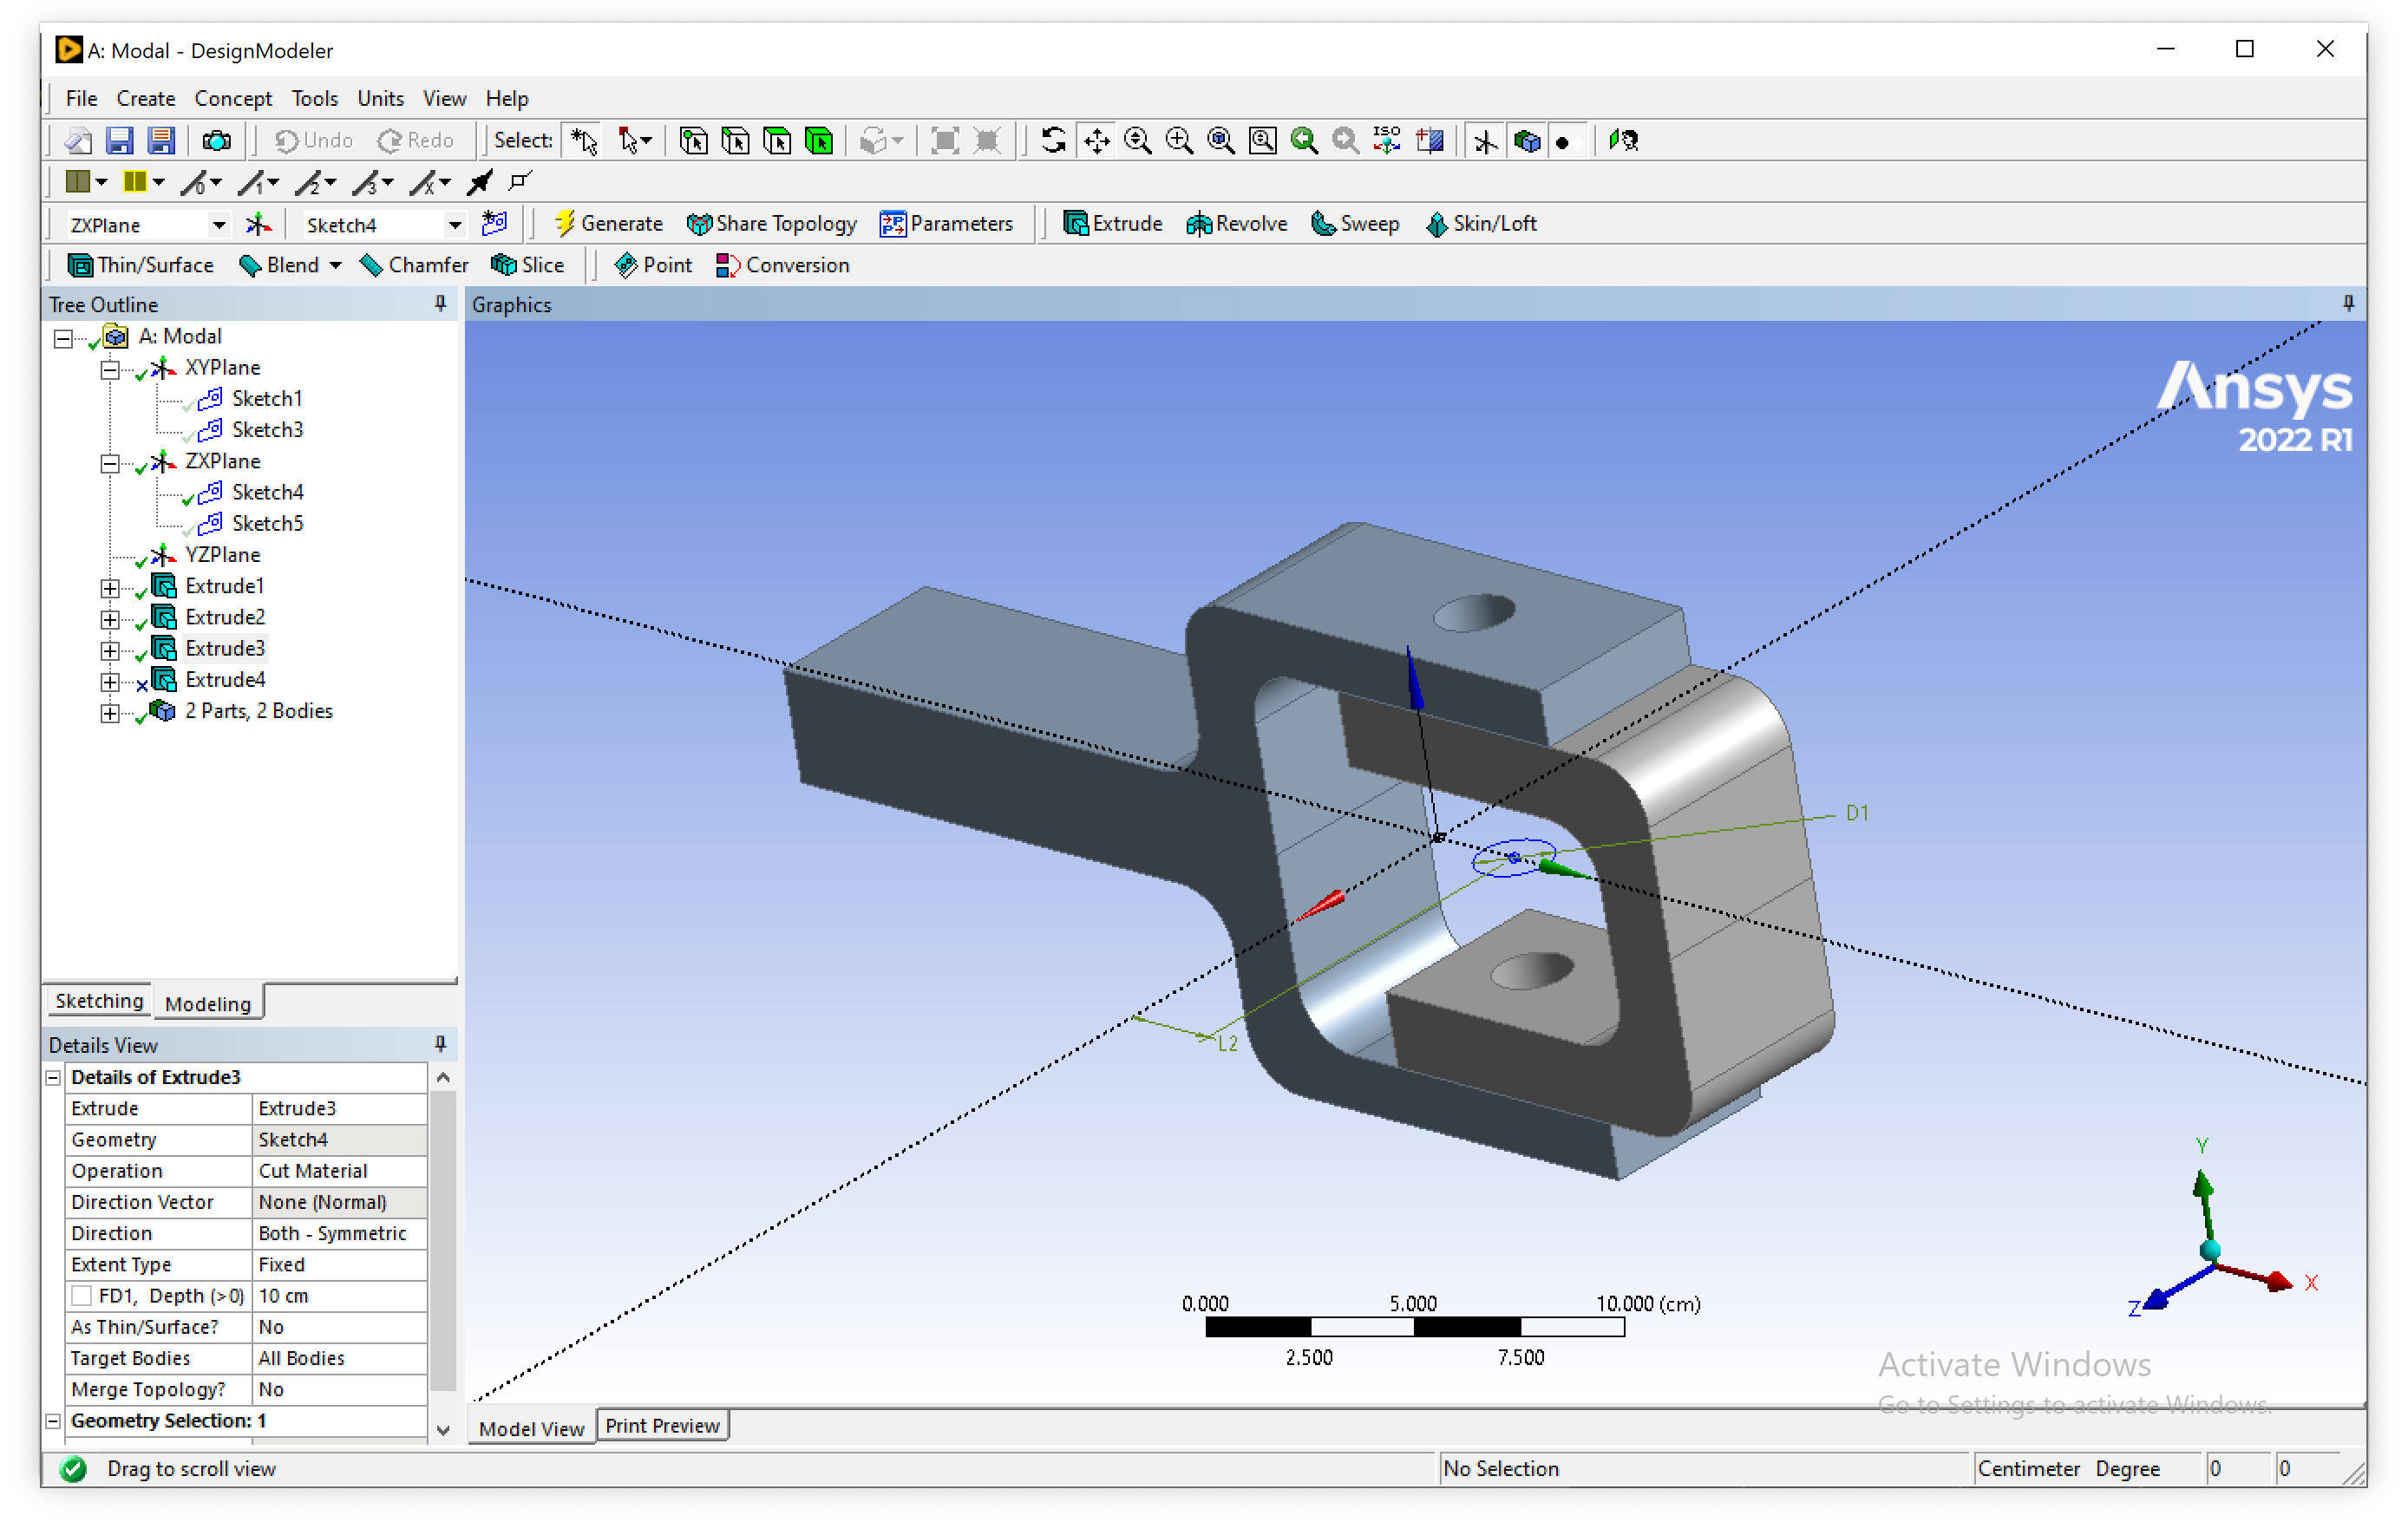 A: Modal - DesignModeler
File Create Concept Tools Units View Help
Undo Redo Select: ISO
0 1 2 3 X
ZXPlane Sketch4 Generate Share Topology Parameters Extrude Revolve Sweep Skin/Loft
Thin/Surface Blend Chamfer Slice Point Conversion
Tree Outline
A: Modal
XYPlane
Sketch1
Sketch3
ZXPlane
Sketch4
Sketch5
YZPlane
Extrude1
Extrude2
Extrude3
Extrude4
2 Parts, 2 Bodies
Sketching Modeling
Details View
Details of Extrude3
Extrude Extrude3
Geometry Sketch4
Operation Cut Material
Direction Vector None (Normal)
Direction Both - Symmetric
Extent Type Fixed
FD1, Depth (>0) 10 cm
As Thin/Surface? No
Target Bodies All Bodies
Merge Topology? No
Geometry Selection: 1
Graphics
Ansys
2022 R1
D1
L2
Y
X
Z
0.000 5.000 10.000 (cm)
2.500 7.500
Activate Windows
Go to Settings to activate Windows.
Model View Print Preview
Drag to scroll view No Selection Centimeter Degree 0 0